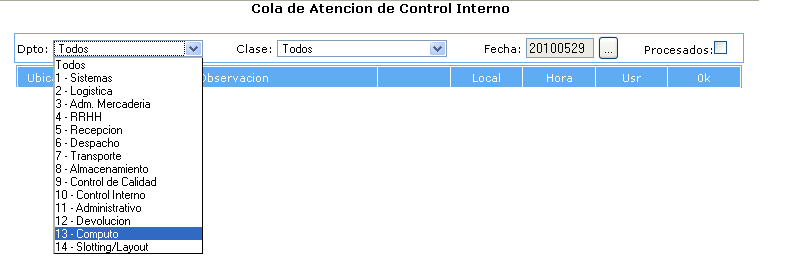 Cola de Atencion de Control Interno
Dpto: Todos Clase: Todos Fecha: 20100529 ... Procesados:
Ubica Observacion Local Hora Usr Ok
Todos
1 - Sistemas
2 - Logistica
3 - Adm. Mercaderia
4 - RRHH
5 - Recepcion
6 - Despacho
7 - Transporte
8 - Almacenamiento
9 - Control de Calidad
10 - Control Interno
11 - Administrativo
12 - Devolucion
13 - Computo
14 - Slotting/Layout